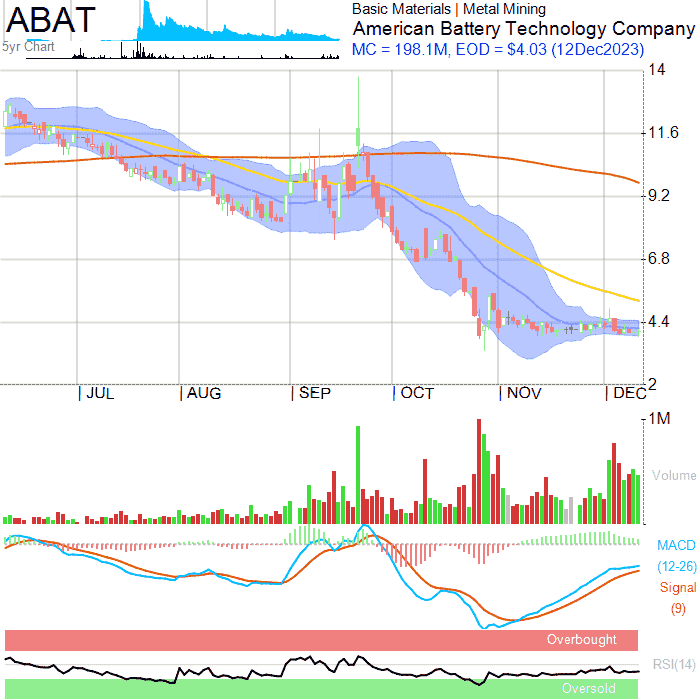 ABAT
5yr Chart
Basic Materials | Metal Mining
American Battery Technology Company
MC = 198.1M, EOD = $4.03 (12Dec2023)
14
11.6
9.2
6.8
4.4
2
JUL AUG SEP OCT NOV DEC
1M
Volume
MACD
(12-26)
Signal
(9)
Overbought
RSI(14)
Oversold